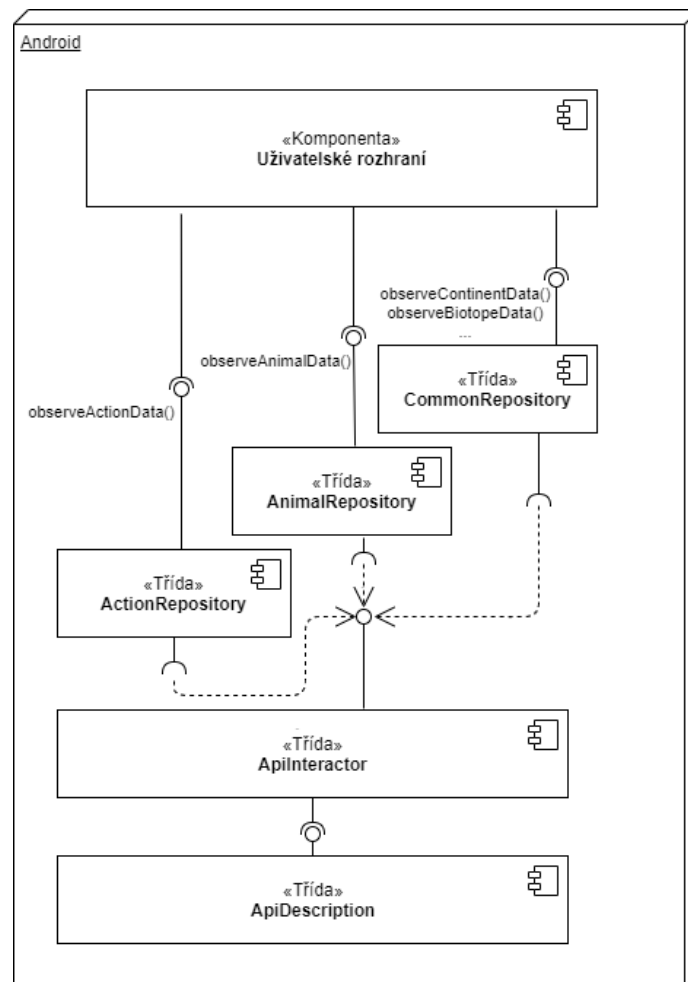 Android
«Komponenta»
Uživatelské rozhraní
observeContinentData()
observeBiotopeData()
...
observeAnimalData()
«Třída»
CommonRepository
observeActionData()
«Třída»
AnimalRepository
«Třída»
ActionRepository
«Třída»
ApiInteractor
«Třída»
ApiDescription